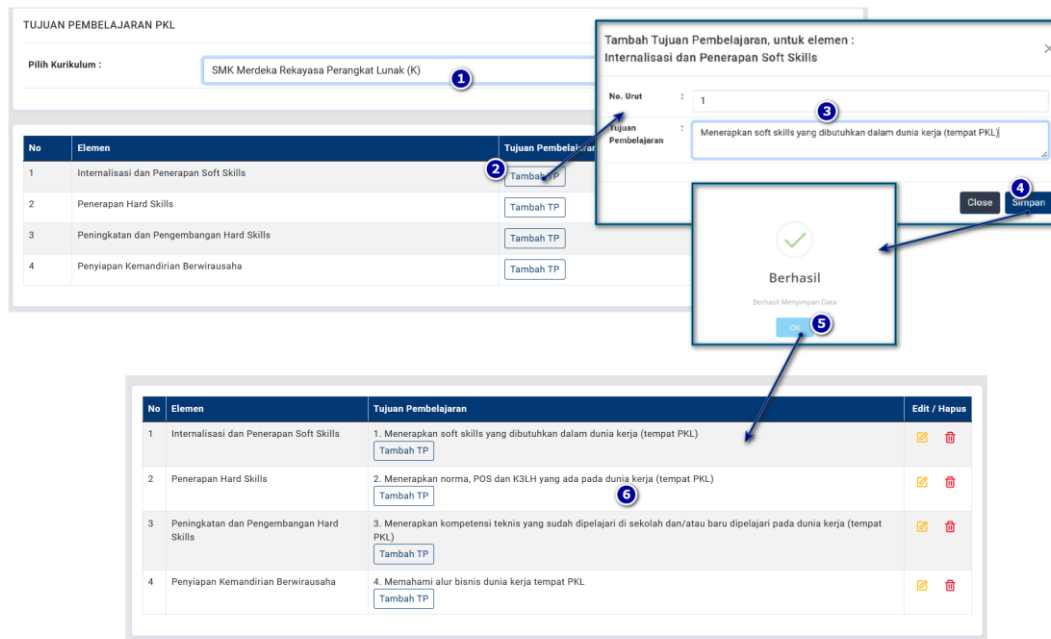 TUJUAN PEMBELAJARAN PKL
Pilih Kurikulum :
SMK Merdeka Rekayasa Perangkat Lunak (K)
1
No Elemen Tujuan Pembelajaran
1 Internalisasi dan Penerapan Soft Skills Tambah TP
2
2 Penerapan Hard Skills Tambah TP
3 Peningkatan dan Pengembangan Hard Skills Tambah TP
4 Penyiapan Kemandirian Berwirausaha Tambah TP
Tambah Tujuan Pembelajaran, untuk elemen :
Internalisasi dan Penerapan Soft Skills
×
No. Urut : 1
3
Tujuan :
Pembelajaran
Menerapkan soft skills yang dibutuhkan dalam dunia kerja (tempat PKL)
4
Close Simpan
Berhasil
Berhasil Menyimpan Data
OK
5
No Elemen Tujuan Pembelajaran Edit / Hapus
1 Internalisasi dan Penerapan Soft Skills 1. Menerapkan soft skills yang dibutuhkan dalam dunia kerja (tempat PKL)
Tambah TP
2 Penerapan Hard Skills 2. Menerapkan norma, POS dan K3LH yang ada pada dunia kerja (tempat PKL)
Tambah TP
6
3 Peningkatan dan Pengembangan Hard 3. Menerapkan kompetensi teknis yang sudah dipelajari di sekolah dan/atau baru dipelajari pada dunia kerja (tempat
Skills PKL)
Tambah TP
4 Penyiapan Kemandirian Berwirausaha 4. Memahami alur bisnis dunia kerja tempat PKL
Tambah TP